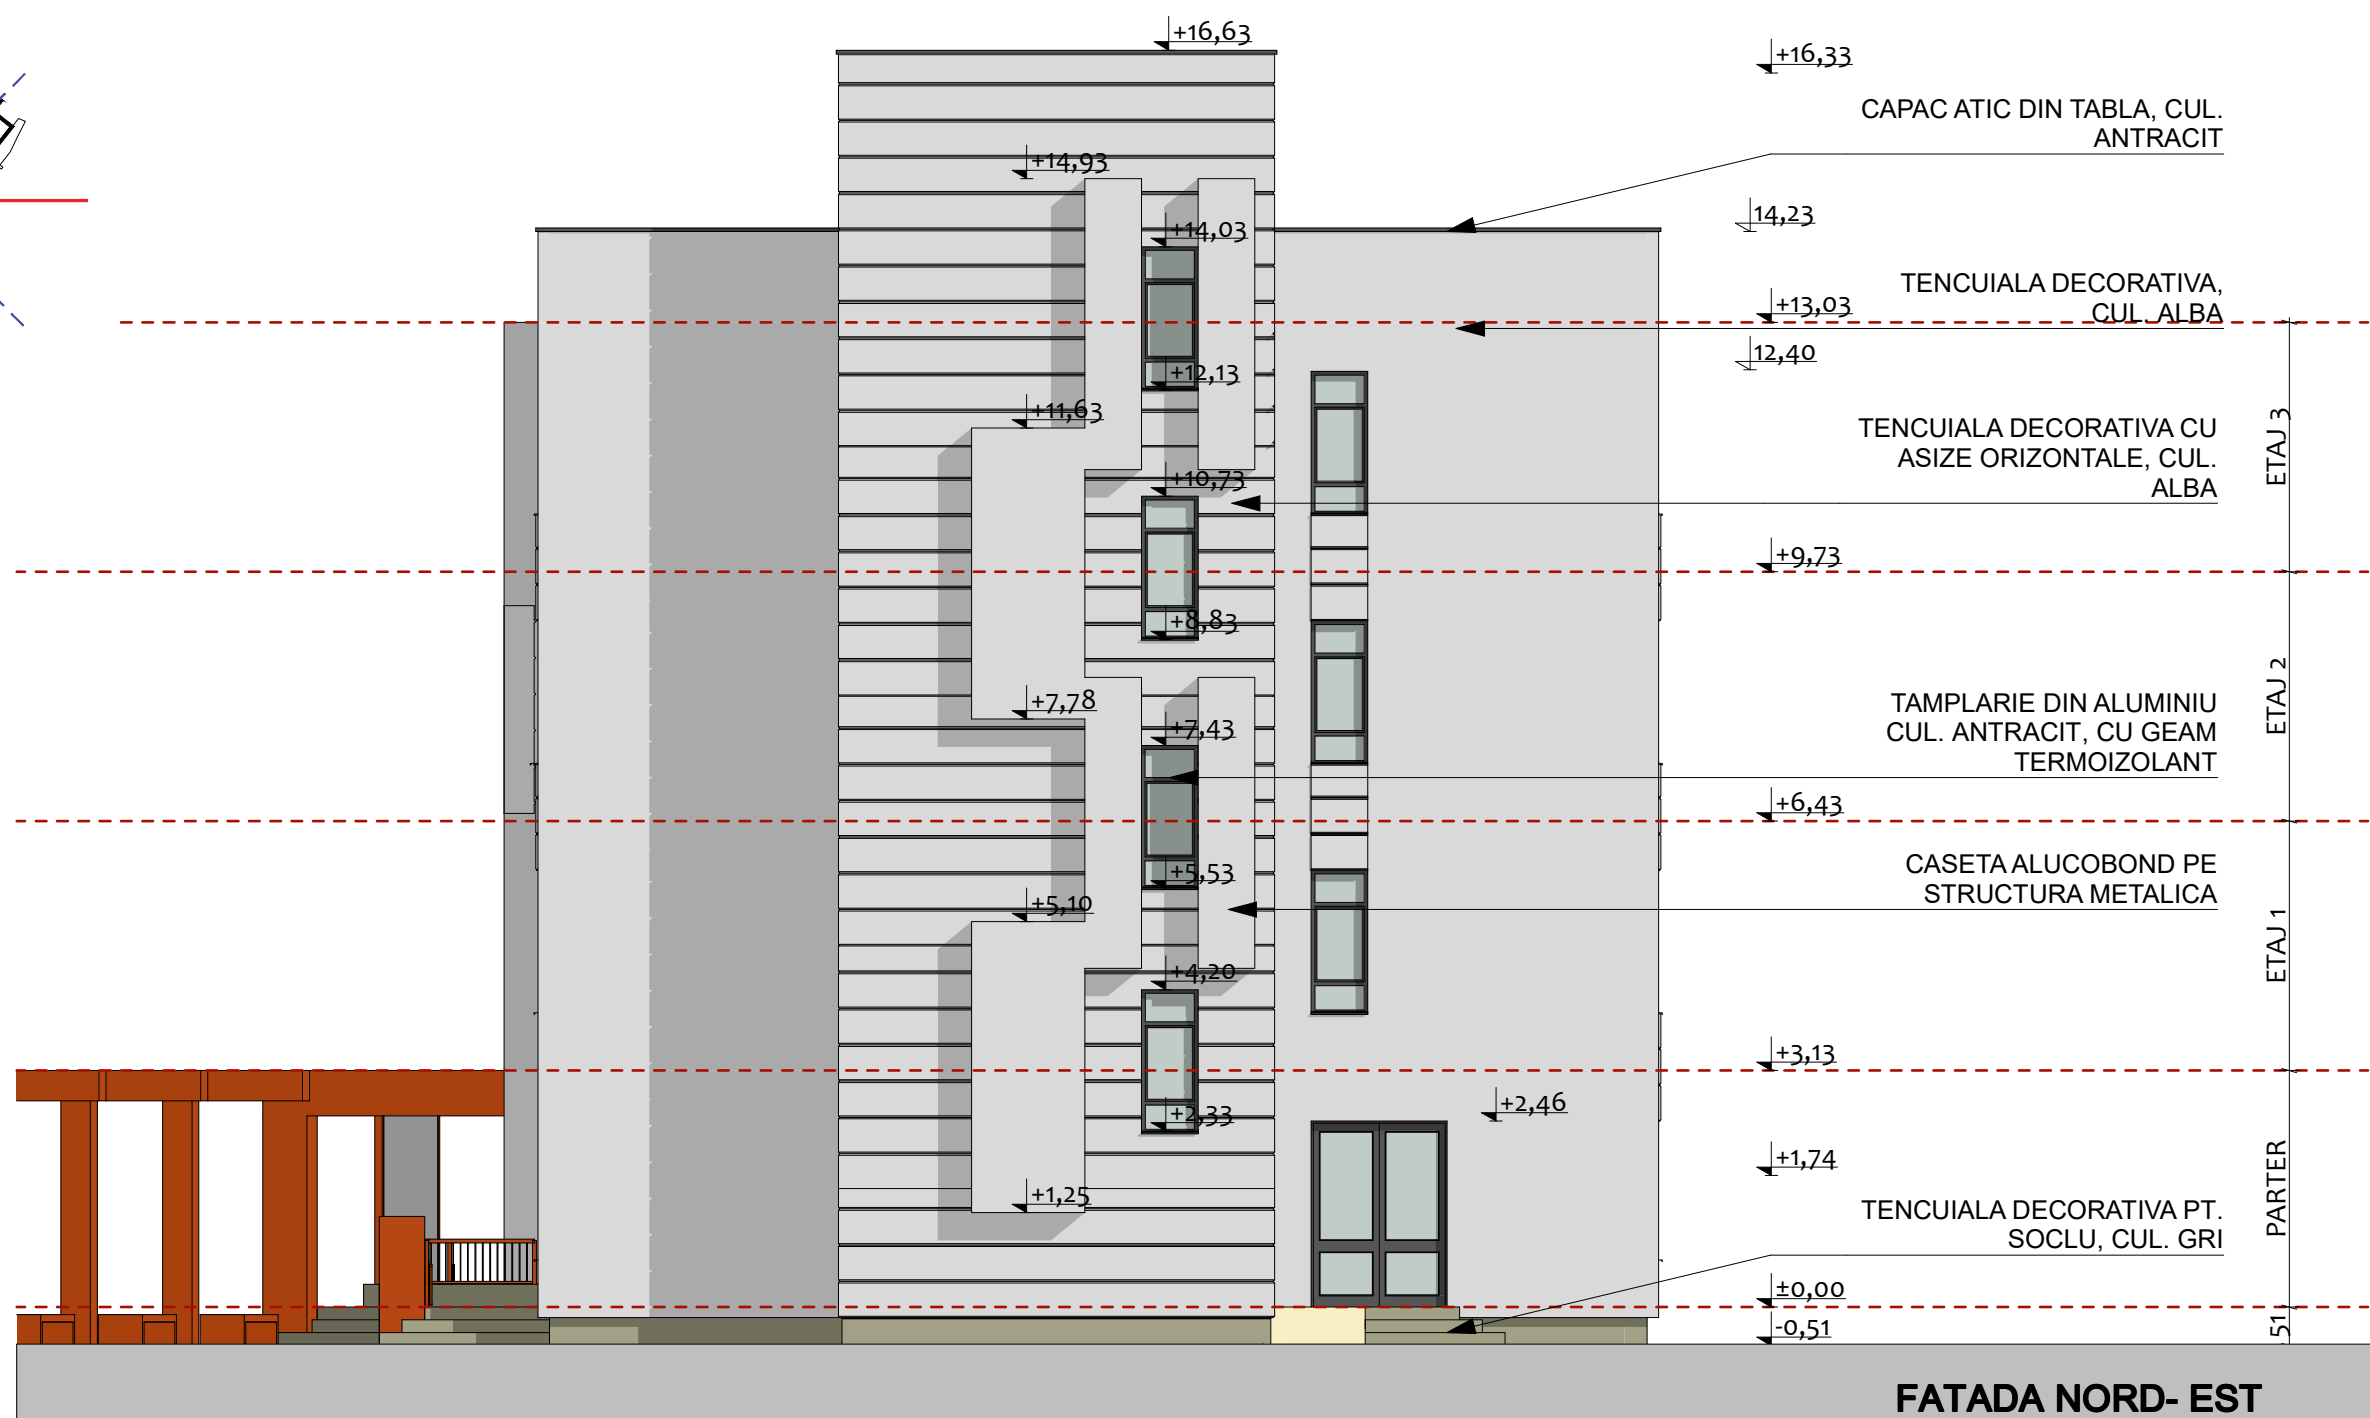 +16,63
+16,33
CAPAC ATIC DIN TABLA, CUL.
ANTRACIT
+14,93
14,23
+14,03
TENCUIALA DECORATIVA,
CUL. ALBA
+13,03
12,40
+12,13
+11,63
TENCUIALA DECORATIVA CU
ASIZE ORIZONTALE, CUL.
ALBA
ETAJ 3
+10,73
+9,73
+8,83
ETAJ 2
+7,78
+7,43
TAMPLARIE DIN ALUMINIU
CUL. ANTRACIT, CU GEAM
TERMOIZOLANT
+6,43
+5,53
CASETA ALUCOBOND PE
STRUCTURA METALICA
+5,10
ETAJ 1
+4,20
+3,13
+2,46
+2,33
+1,74
PARTER
+1,25
TENCUIALA DECORATIVA PT.
SOCLU, CUL. GRI
±0,00
-0,51
51
FATADA NORD- EST